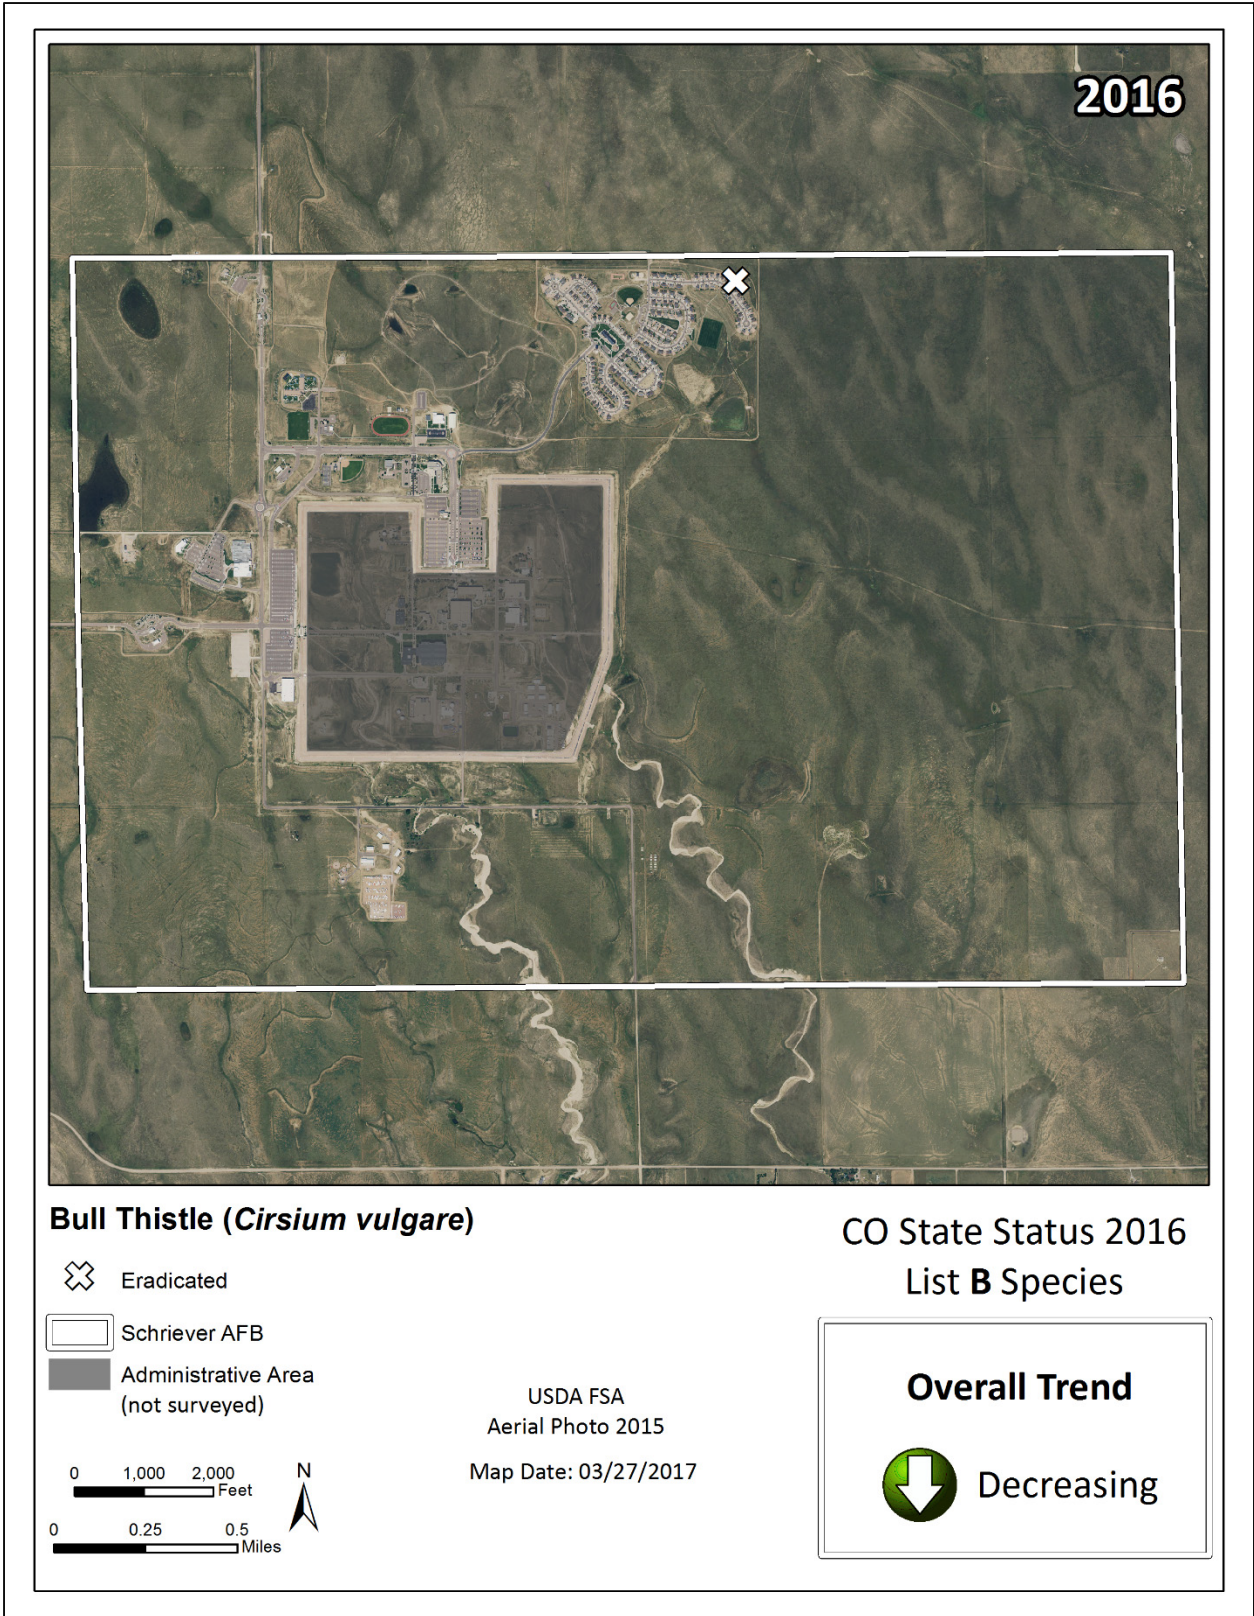 2016
Bull Thistle (Cirsium vulgare)
Eradicated
Schriever AFB
Administrative Area
(not surveyed)
0 1,000 2,000
Feet
0 0.25 0.5
Miles
N
USDA FSA
Aerial Photo 2015
Map Date: 03/27/2017
CO State Status 2016
List B Species
Overall Trend
Decreasing